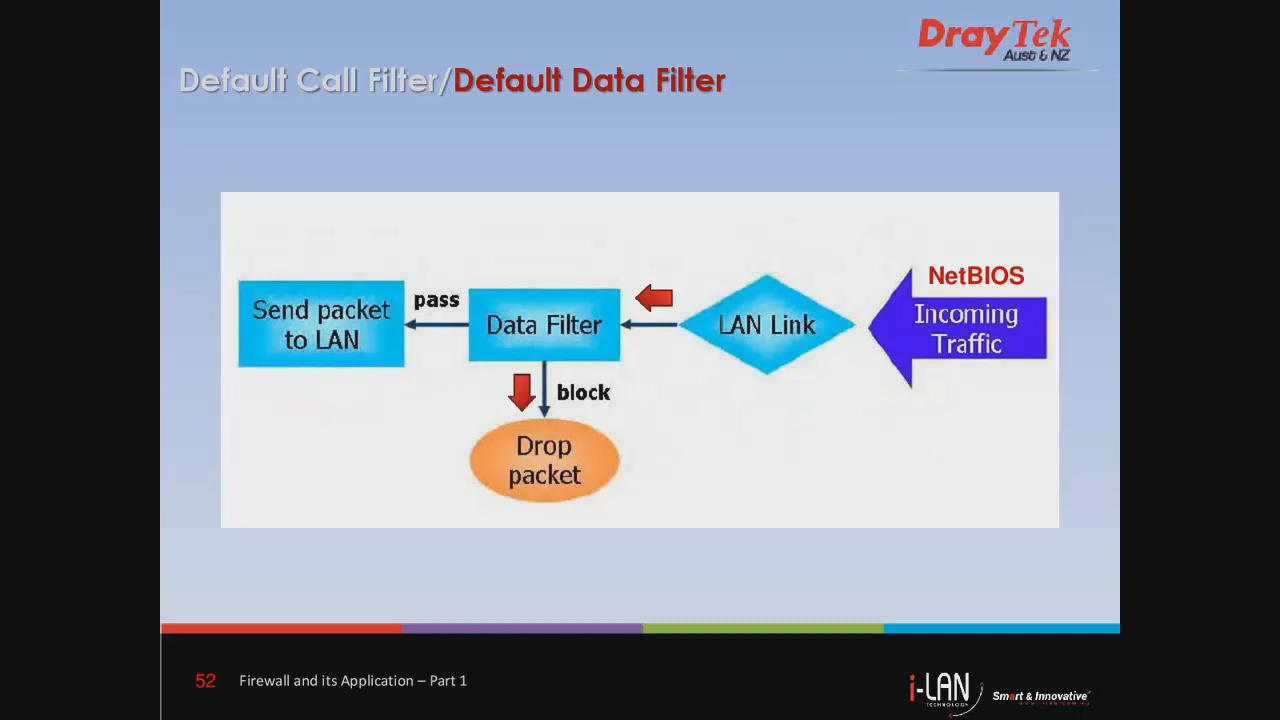 DrayTek
Aust & NZ
Default Call Filter/Default Data Filter
NetBIOS
Incoming
Traffic
LAN Link
Data Filter
pass
Send packet
to LAN
block
Drop
packet
52
Firewall and its Application – Part 1
i-LAN
TECHNOLOGY
Smart & Innovative